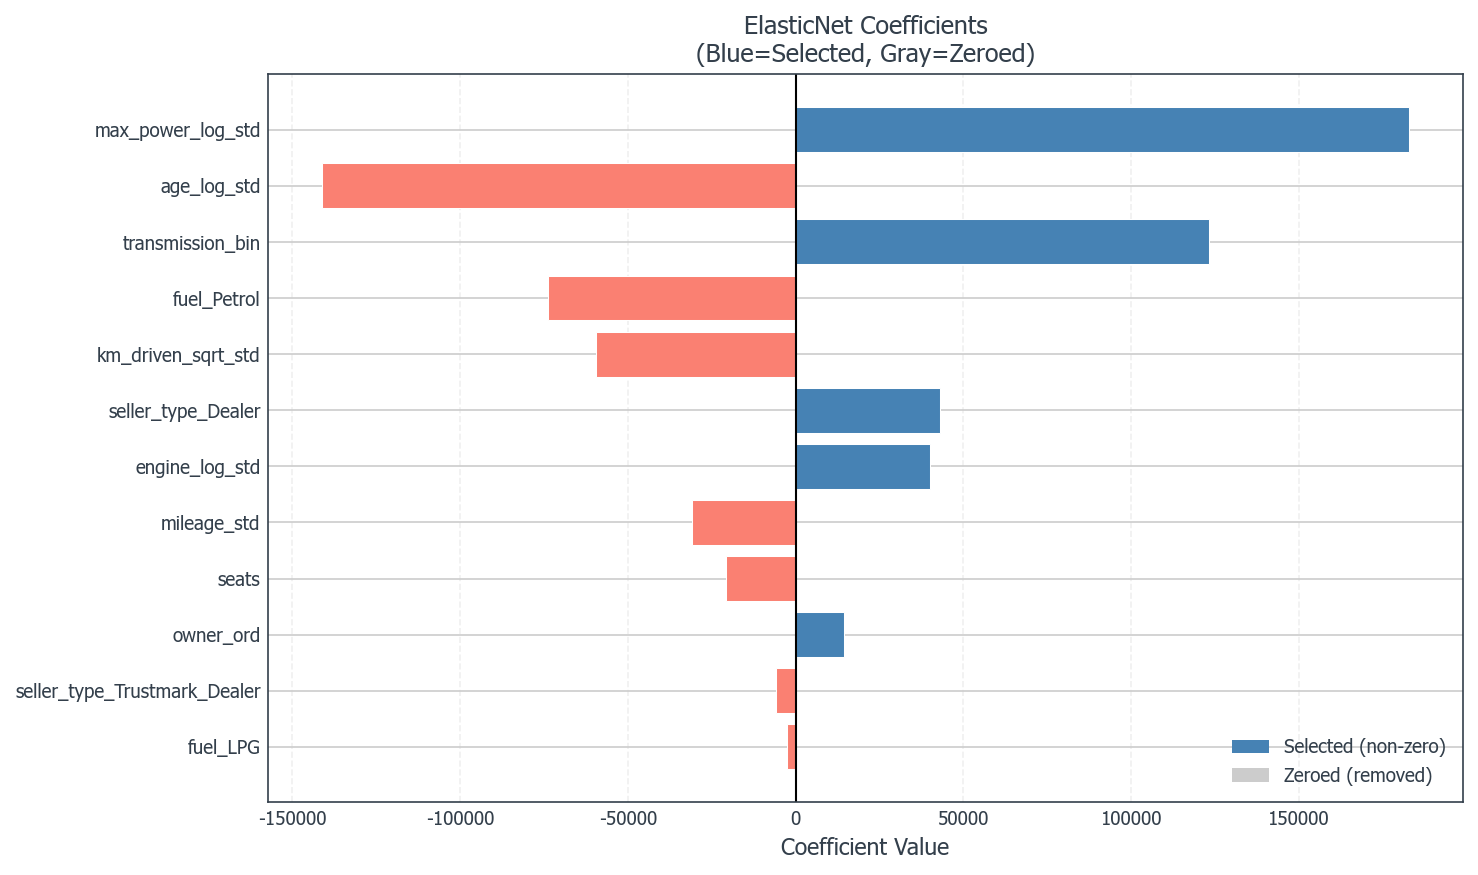 ElasticNet Coefficients
(Blue=Selected, Gray=Zeroed)
max_power_log_std
age_log_std
transmission_bin
fuel_Petrol
km_driven_sqrt_std
seller_type_Dealer
engine_log_std
mileage_std
seats
owner_ord
seller_type_Trustmark_Dealer
fuel_LPG
Selected (non-zero)
Zeroed (removed)
-150000 -100000 -50000 0 50000 100000 150000
Coefficient Value